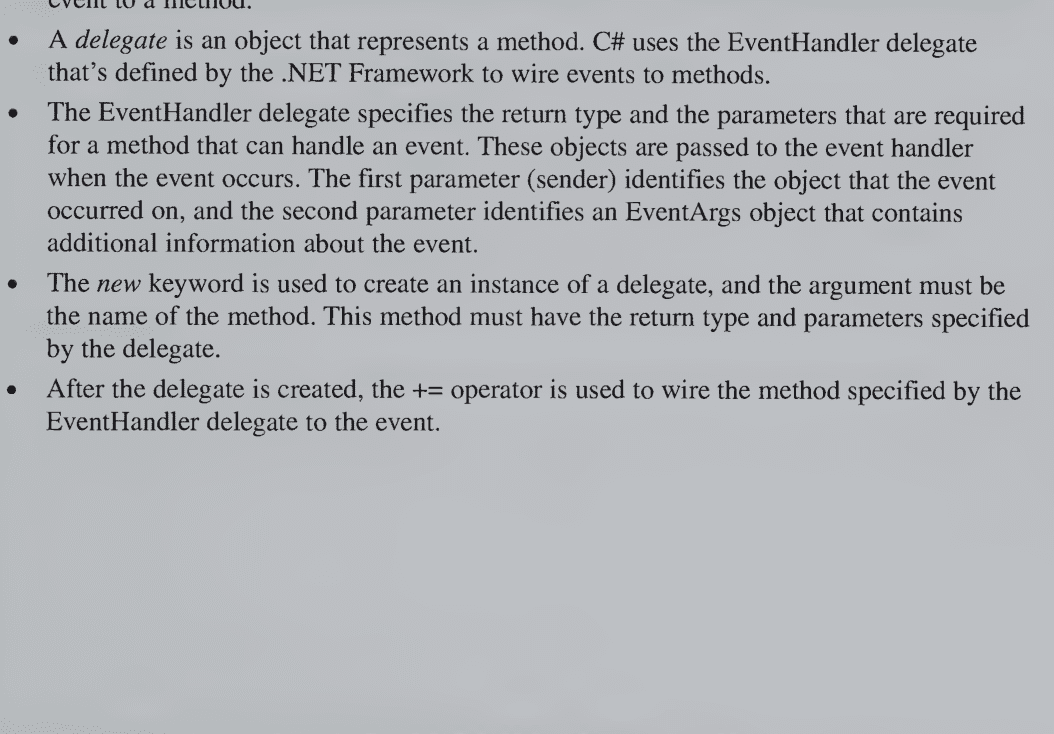 event to a method.
• A delegate is an object that represents a method. C# uses the EventHandler delegate
that's defined by the .NET Framework to wire events to methods.
• The EventHandler delegate specifies the return type and the parameters that are required
for a method that can handle an event. These objects are passed to the event handler
when the event occurs. The first parameter (sender) identifies the object that the event
occurred on, and the second parameter identifies an EventArgs object that contains
additional information about the event.
• The new keyword is used to create an instance of a delegate, and the argument must be
the name of the method. This method must have the return type and parameters specified
by the delegate.
• After the delegate is created, the += operator is used to wire the method specified by the
EventHandler delegate to the event.